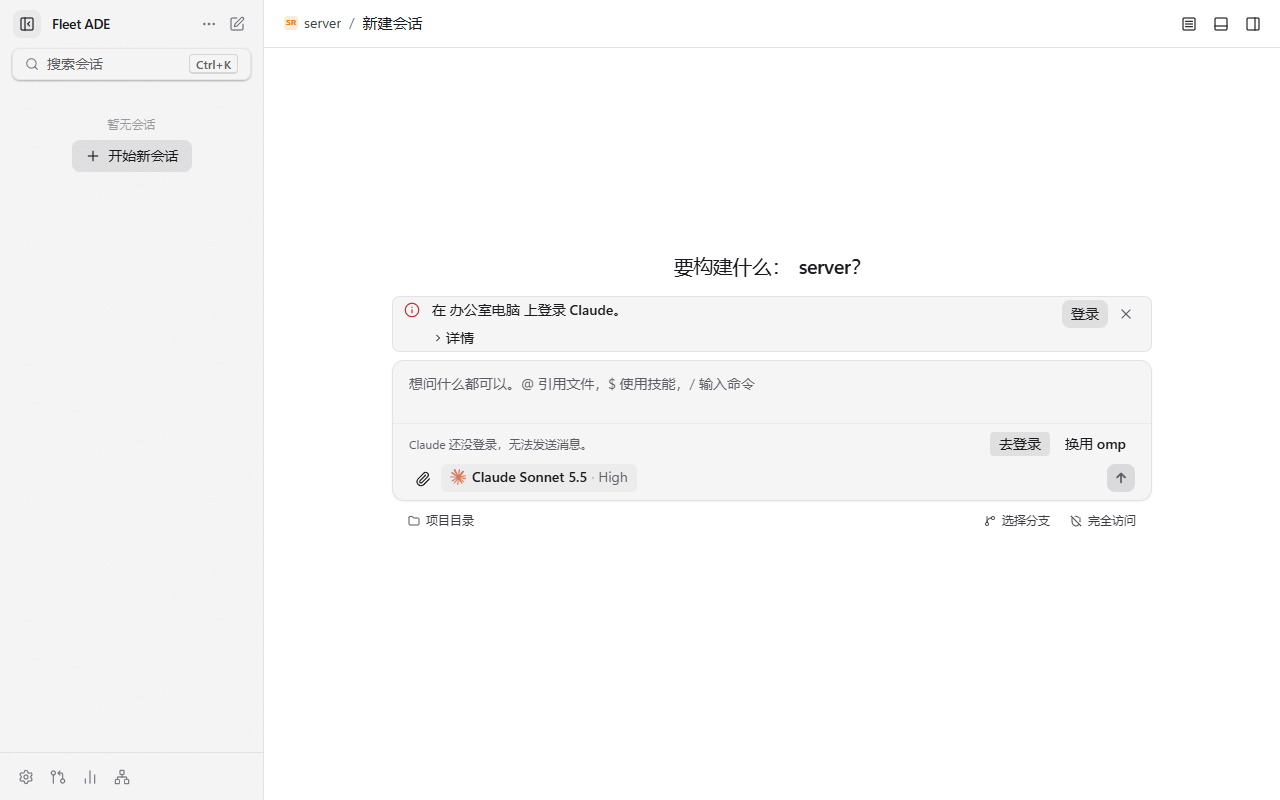 Fleet ADE
搜索会话 Ctrl+K
暂无会话
开始新会话
SR server / 新建会话
要构建什么： server？
在 办公室电脑 上登录 Claude。
登录
详情
想问什么都可以。@ 引用文件，$ 使用技能，/ 输入命令
Claude 还没登录，无法发送消息。
去登录 换用 omp
Claude Sonnet 5.5 · High
项目目录
选择分支 完全访问